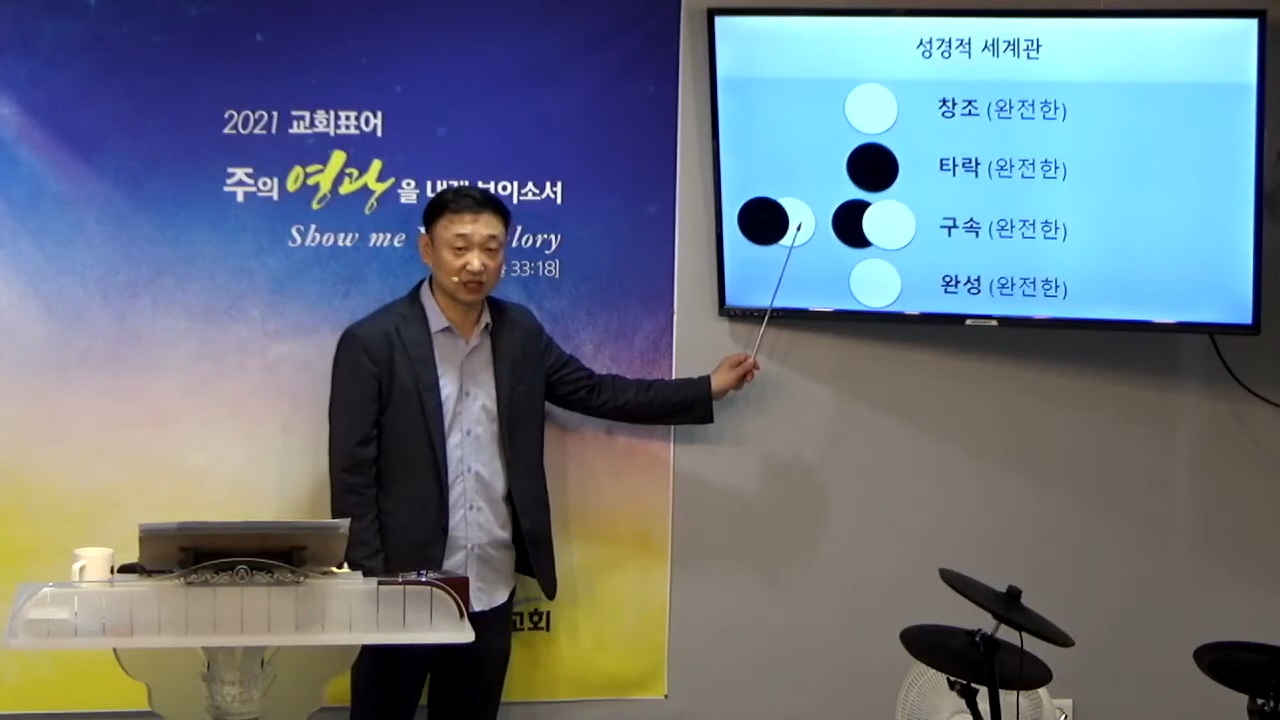 2021 교회표어
주의 영광을 보이소서
Show me lory
33:18]
교회
성경적 세계관
창조 (완전한)
타락 (완전한)
구속 (완전한)
완성 (완전한)